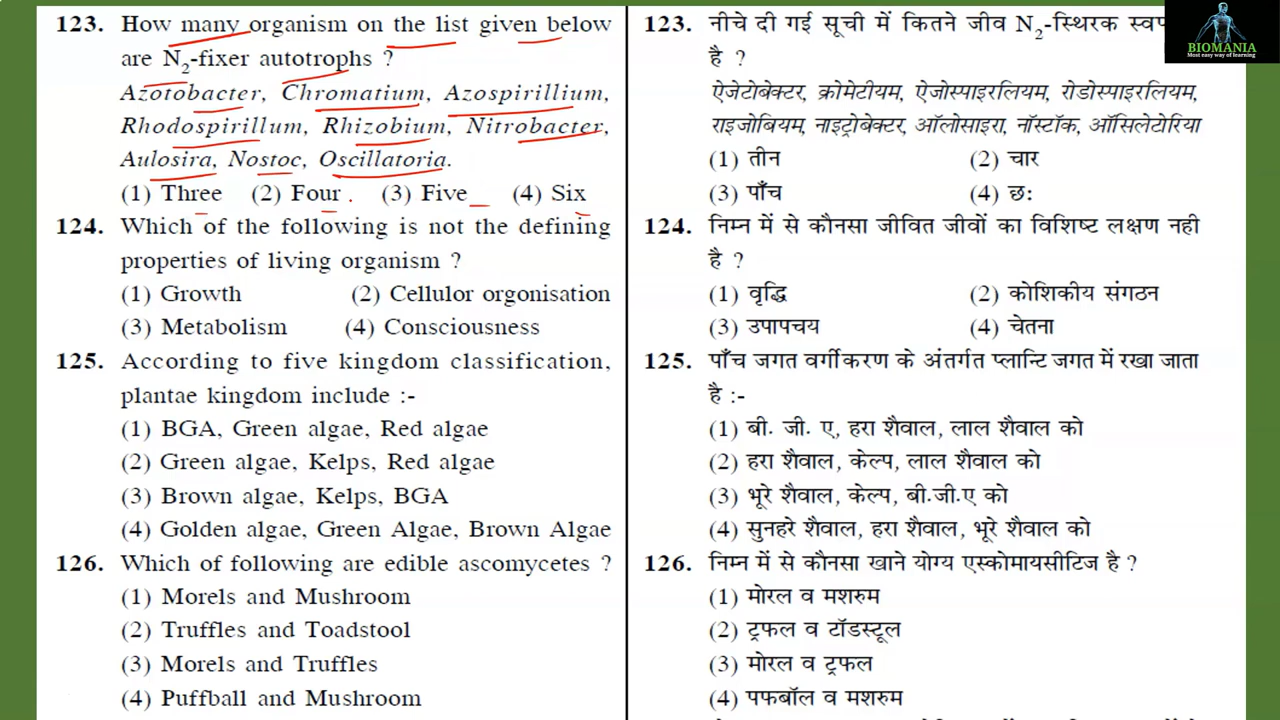 123. How many organism on the list given below
are N2-fixer autotrophs ?
Azotobacter, Chromatium, Azospirillium,
Rhodospirillum, Rhizobium, Nitrobacter,
Aulosira, Nostoc, Oscillatoria.
(1) Three (2) Four (3) Five (4) Six
124. Which of the following is not the defining
properties of living organism ?
(1) Growth (2) Cellulor orgonisation
(3) Metabolism (4) Consciousness
125. According to five kingdom classification,
plantae kingdom include :-
(1) BGA, Green algae, Red algae
(2) Green algae, Kelps, Red algae
(3) Brown algae, Kelps, BGA
(4) Golden algae, Green Algae, Brown Algae
126. Which of following are edible ascomycetes ?
(1) Morels and Mushroom
(2) Truffles and Toadstool
(3) Morels and Truffles
(4) Puffball and Mushroom
123. नीचे दी गई सूची में कितने जीव N2-स्थिरक
है ?
ऐजेटोबेक्टर, क्रोमेटीयम, ऐजोस्पाइरलियम, रोडोस्पाइरलियम,
राइजोबियम, नाइट्रोबेक्टर, ऑलोसाइरा, नॉस्टॉक, ऑसिलेटोरिया
(1) तीन (2) चार
(3) पाँच (4) छः
124. निम्न में से कौनसा जीवित जीवों का विशिष्ट लक्षण नही
है ?
(1) वृद्धि (2) कोशिकीय संगठन
(3) उपापचय (4) चेतना
125. पाँच जगत वर्गीकरण के अंतर्गत प्लान्टि जगत में रखा जाता
है :-
(1) बी. जी. ए, हरा शैवाल, लाल शैवाल को
(2) हरा शैवाल, केल्प, लाल शैवाल को
(3) भूरे शैवाल, केल्प, बी.जी.ए को
(4) सुनहरे शैवाल, हरा शैवाल, भूरे शैवाल को
126. निम्न में से कौनसा खाने योग्य एस्कोमायसीटिज है ?
(1) मोरल व मशरुम
(2) ट्रफल व टॉडस्टूल
(3) मोरल व ट्रफल
(4) पफबॉल व मशरुम
BIOMANIA
Most easy way of learning